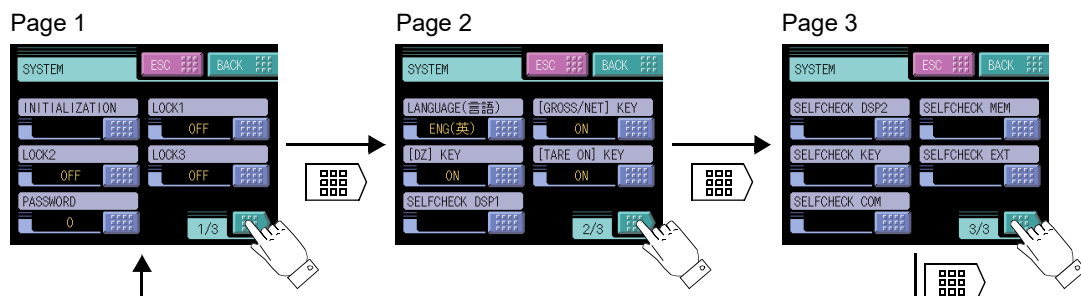 Page 1
Page 2
Page 3
SYSTEM
ESC
BACK
INITIALIZATION
LOCK1
OFF
LOCK2
LOCK3
OFF
OFF
PASSWORD
0
1/3
SYSTEM
ESC
BACK
LANGUAGE(言語)
[GROSS/NET] KEY
ENG(英)
ON
[DZ] KEY
[TARE ON] KEY
ON
ON
SELFCHECK DSP1
2/3
SYSTEM
ESC
BACK
SELFCHECK DSP2
SELFCHECK MEM
SELFCHECK KEY
SELFCHECK EXT
SELFCHECK COM
3/3